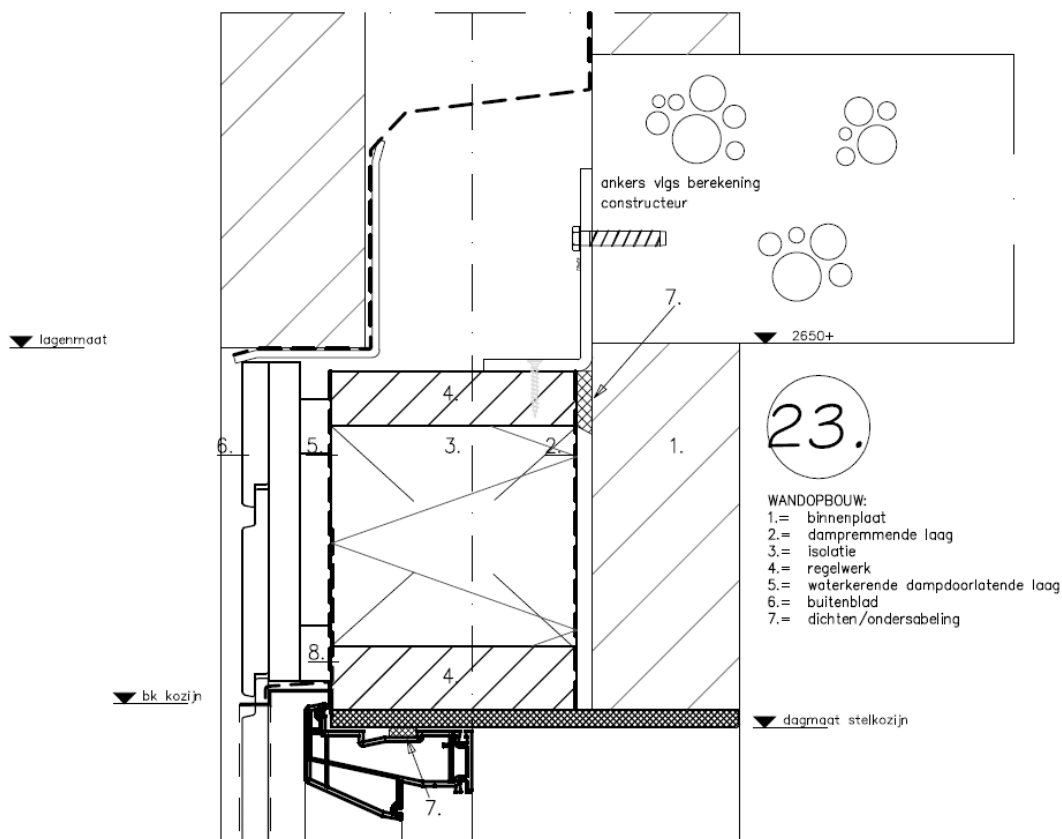 ankers vlgs berekening
constructeur
7.
lagenmaat
2650+
4.
6.
5.
3.
2.
1.
23.
WANDOPBOUW:
1.= binnenplaat
2.= dampremmende laag
3.= isolatie
4.= regelwerk
5.= waterkerende dampdoorlatende laag
6.= buitenblad
7.= dichten/ondersabeling
8.
4.
bk kozijn
dagmaat stelkozijn
7.